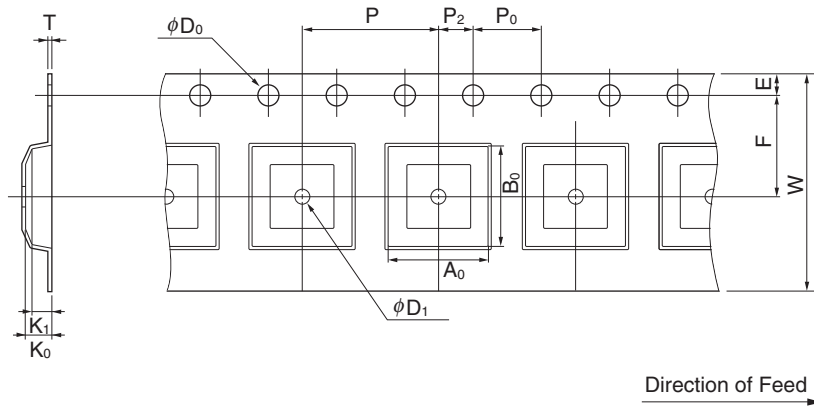 T
ϕD₀
P
P₂
P₀
E
F
W
B₀
A₀
ϕD₁
K₁
K₀
Direction of Feed